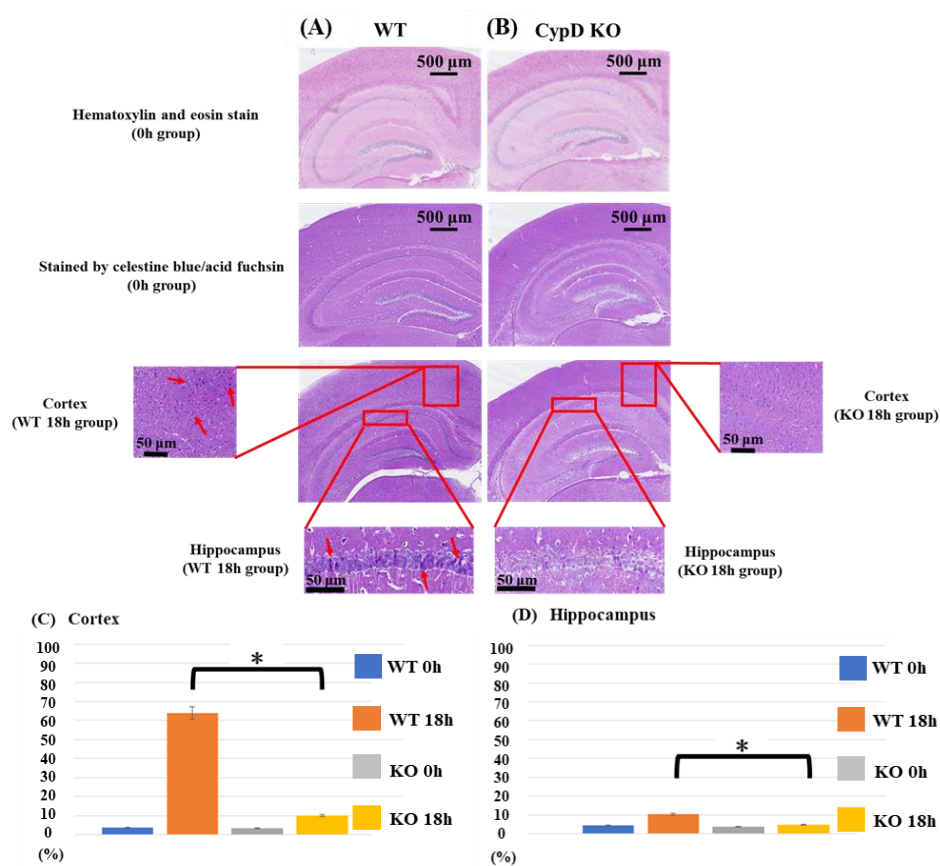 (A) WT (B) CypD KO
500 µm 500 µm
Hematoxylin and eosin stain
(0h group)
500 µm 500 µm
Stained by celestine blue/acid fuchsin
(0h group)
Cortex
(WT 18h group)
50 µm
Cortex
(KO 18h group)
50 µm
Hippocampus
(WT 18h group)
50 µm
50 µm
Hippocampus
(KO 18h group)
(C) Cortex
100
90
80
70
60
50
40
30
20
10
0
(%)
*
WT 0h
WT 18h
KO 0h
KO 18h
(D) Hippocampus
100
90
80
70
60
50
40
30
20
10
0
(%)
*
WT 0h
WT 18h
KO 0h
KO 18h